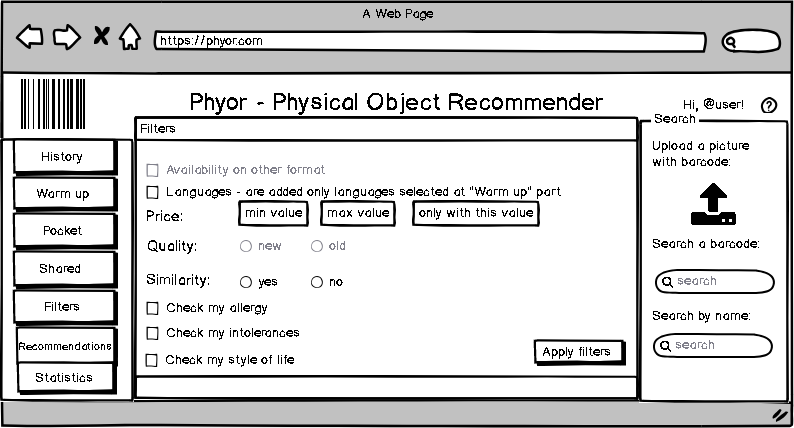 A Web Page
https://phyor.com
Phyor - Physical Object Recommender
Hi, @user!
?
History
Warm up
Pocket
Shared
Filters
Recommendations
Statistics
Filters
Availability on other format
Languages - are added only languages selected at "Warm up" part
Price: min value max value only with this value
Quality: new old
Similarity: yes no
Check my allergy
Check my intolerances
Check my style of life
Apply filters
Search
Upload a picture
with barcode:
Search a barcode:
search
Search by name:
search